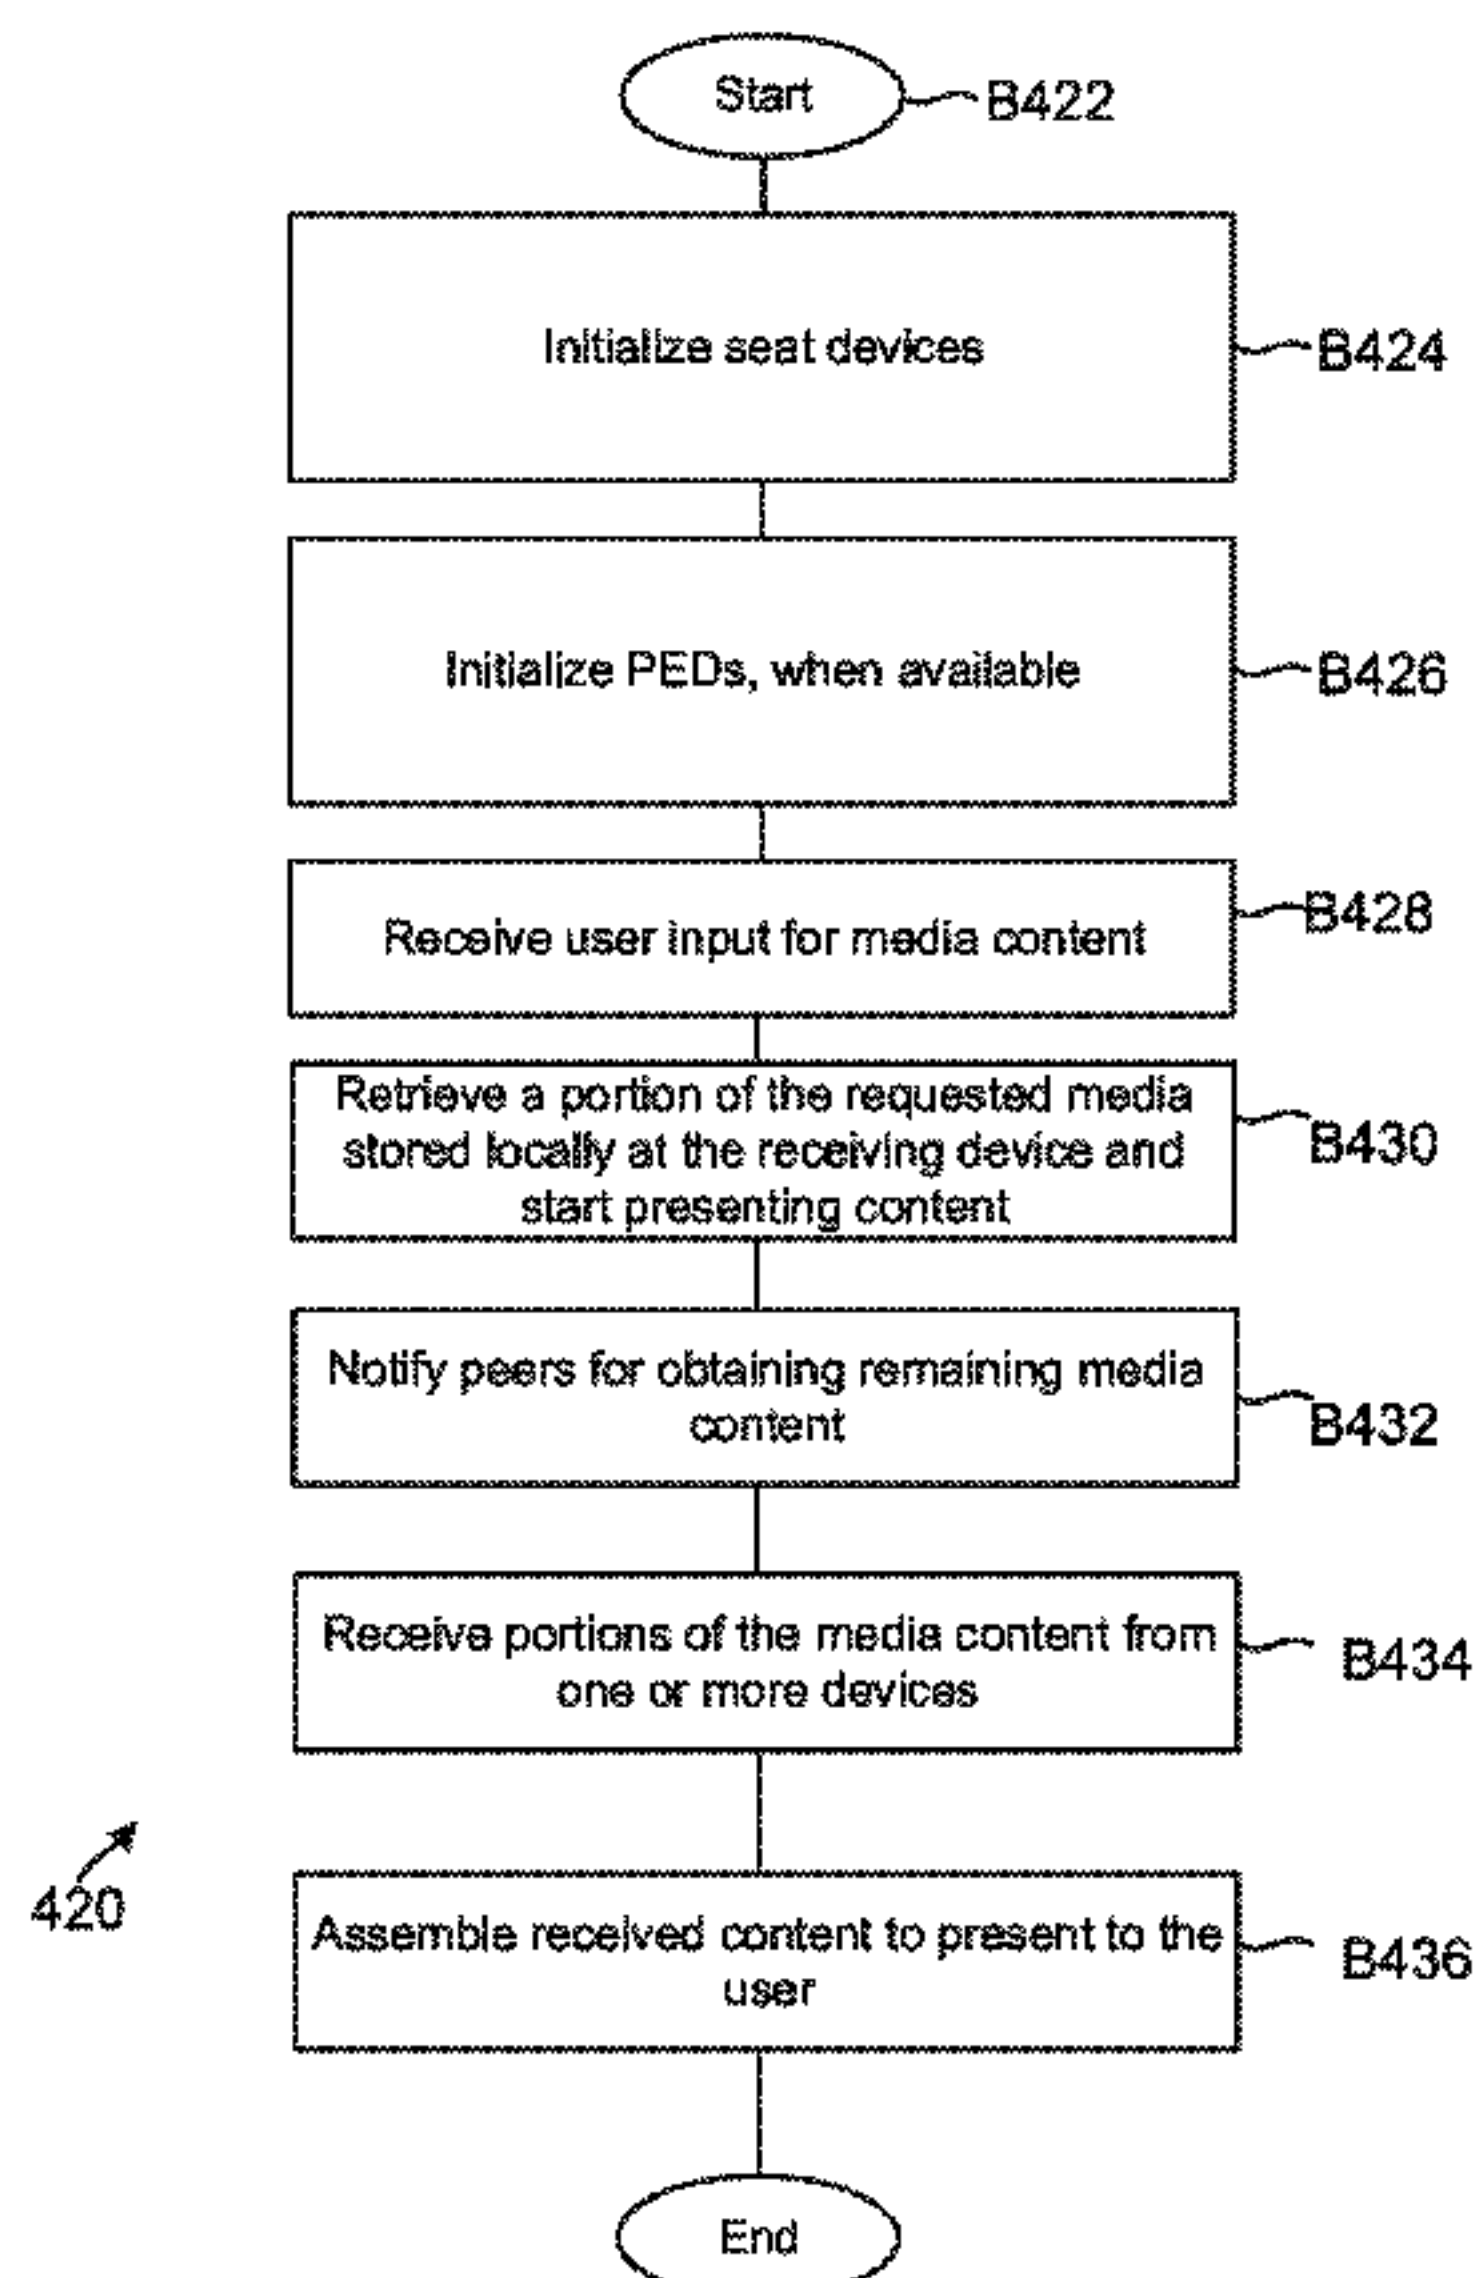 Start
B422
Initialize seat devices
B424
Initialize PEDs, when available
B426
Receive user input for media content
B428
Retrieve a portion of the requested media
stored locally at the receiving device and
start presenting content
B430
Notify peers for obtaining remaining media
content
B432
Receive portions of the media content from
one or more devices
B434
420
Assemble received content to present to the
user
B436
End